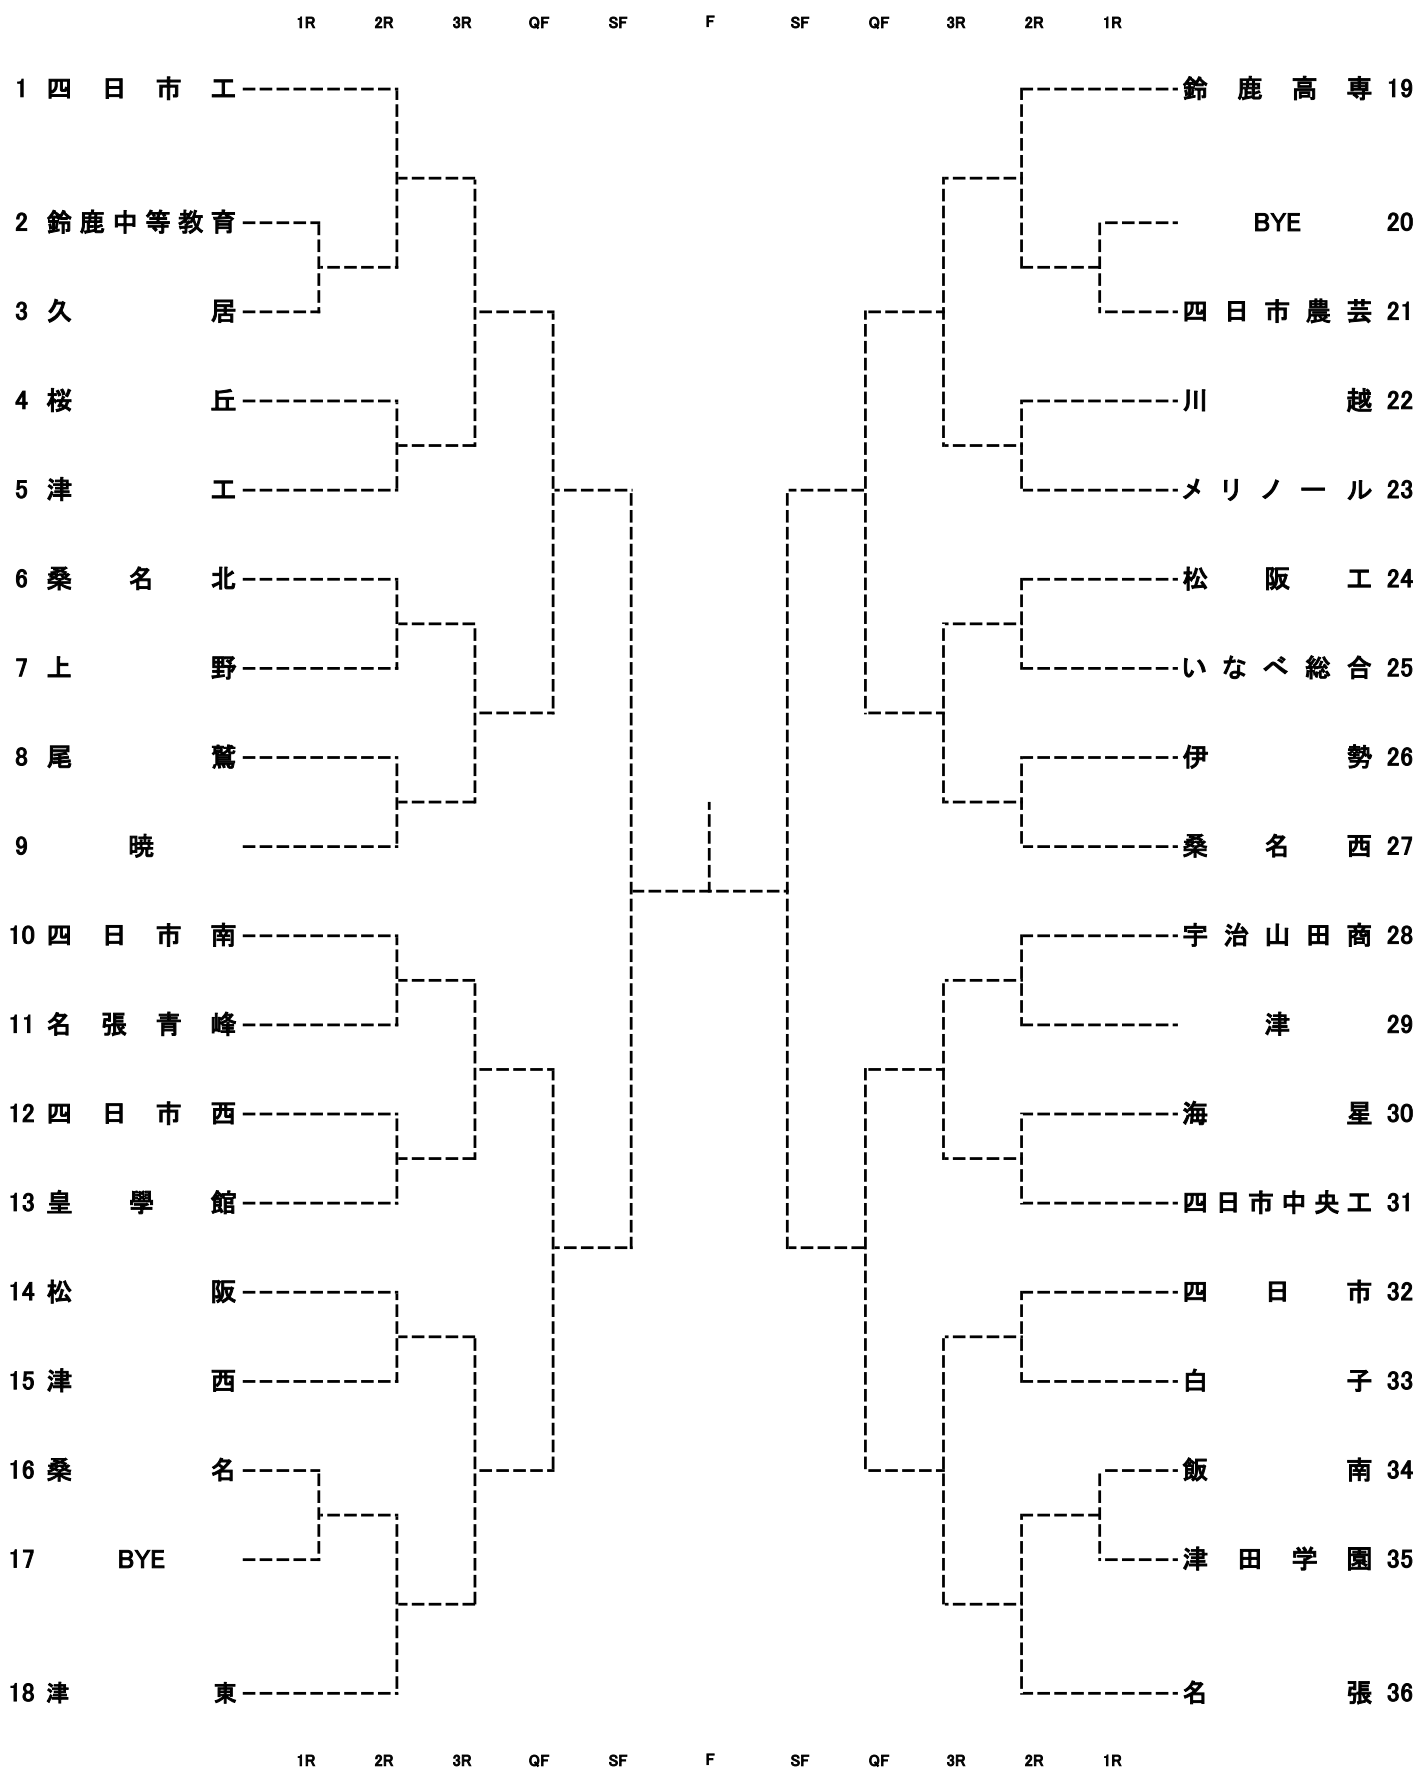 1R 2R 3R QF SF F SF QF 3R 2R 1R
1 四日市工 鈴鹿高専 19
2 鈴鹿中等教育 BYE 20
3 久居 四日市農芸 21
4 桜丘 川越 22
5 津工 メリノール 23
6 桑名北 松阪工 24
7 上野 いなべ総合 25
8 尾鷲 伊勢 26
9 暁 桑名西 27
10 四日市南 宇治山田商 28
11 名張青峰 津 29
12 四日市西 海星 30
13 皇學館 四日市中央工 31
14 松阪 四日市 32
15 津西 白子 33
16 桑名 飯南 34
17 BYE 津田学園 35
18 津東 名張 36
1R 2R 3R QF SF F SF QF 3R 2R 1R